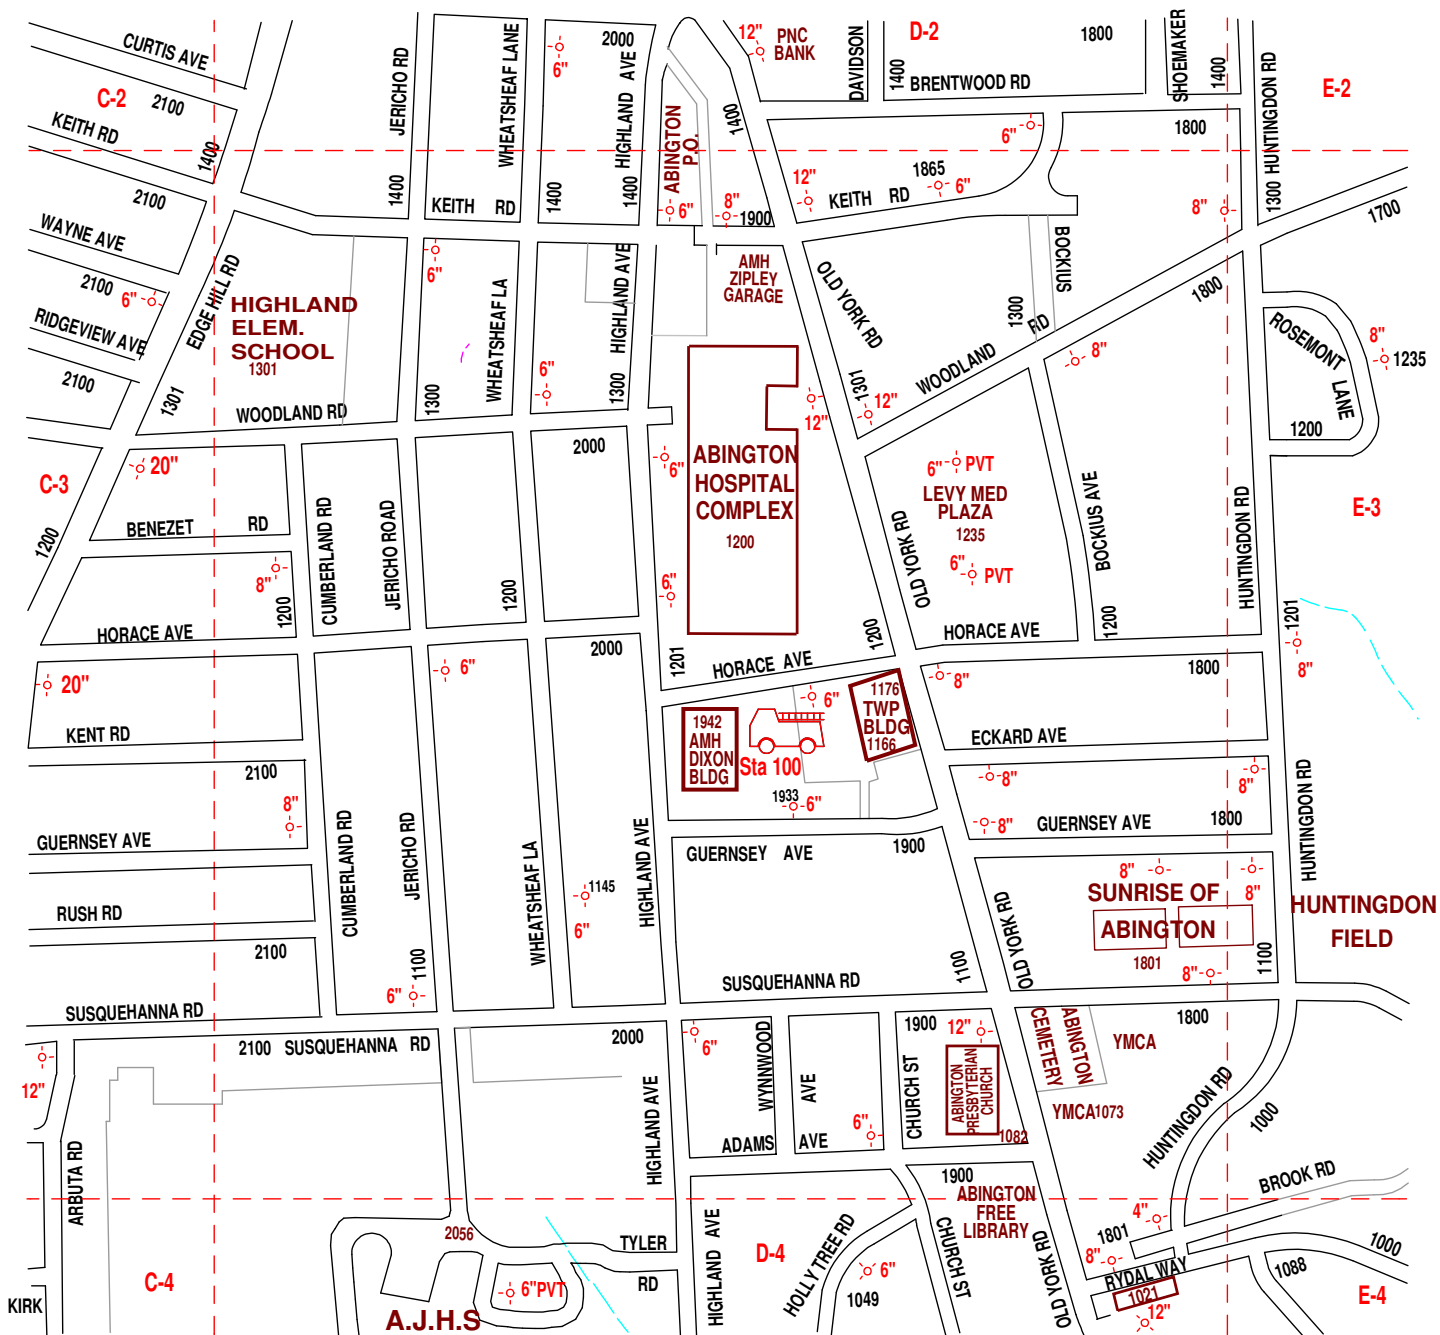 CURTIS AVE
C-2
2100
KEITH RD
1400
2100
WAYNE AVE
2100
6"
RIDGEVIEW AVE
2100
EDGE HILL RD
1301
JERICHO RD
1400
WHEATSHEAF LANE
6"
2000
HIGHLAND AVE
1400
1400
KEITH RD
ABINGTON
P.O.
6"
8"
1900
1400
12"
PNC
BANK
D-2
1800
DAVIDSON
1400
BRENTWOOD RD
SHOEMAKER
1400
HUNTINGDON RD
1300
E-2
6"
1800
1865
12"
KEITH RD
6"
8"
1700
BOCKIUS
1300
1800
HIGHLAND
ELEM.
SCHOOL
1301
WOODLAND RD
6"
1300
WHEATSHEAF LA
6"
HIGHLAND AVE
1300
AMH
ZIPLEY
GARAGE
OLD YORK RD
1301
12"
12"
WOODLAND RD
8"
ROSEMONT LANE
8"
1235
1200
C-3
20"
1200
BENEZET RD
8"
1200
CUMBERLAND RD
JERICHO ROAD
1200
2000
6"
ABINGTON
HOSPITAL
COMPLEX
1200
6"
1201
6" PVT
LEVY MED
PLAZA
1235
6"
PVT
OLD YORK RD
1200
BOCKIUS AVE
1200
HUNTINGDON RD
E-3
1201
8"
HORACE AVE
20"
KENT RD
2100
8"
GUERNSEY AVE
RUSH RD
2100
SUSQUEHANNA RD
6"
2000
HORACE AVE
HORACE AVE
1800
8"
6"
1176
TWP
BLDG
1166
1942
AMH
DIXON
BLDG
Sta 100
1933
6"
ECKARD AVE
8"
8"
8"
GUERNSEY AVE
1800
HUNTINGDON RD
CUMBERLAND RD
JERICHO RD
1100
6"
WHEATSHEAF LA
1145
6"
HIGHLAND AVE
GUERNSEY AVE
1900
SUSQUEHANNA RD
1100
OLD YORK RD
8"
8"
SUNRISE OF
ABINGTON
1801
8"
1100
HUNTINGDON
FIELD
12"
2100 SUSQUEHANNA RD
2000
6"
WYNNWOOD AVE
1900
12"
CHURCH ST
ABINGTON
PRESBYTERIAN
CHURCH
1082
ABINGTON
CEMETERY
YMCA
1800
YMCA 1073
HUNTINGDON RD
1000
ARBUTA RD
HIGHLAND AVE
ADAMS AVE
6"
1900
ABINGTON
FREE
LIBRARY
BROOK RD
4"
1801
8"
RYDAL WAY
1021
12"
1000
1088
E-4
KIRK
C-4
2056
TYLER RD
6"PVT
A.J.H.S
HIGHLAND AVE
D-4
HOLLY TREE RD
6"
1049
CHURCH ST
OLD YORK RD